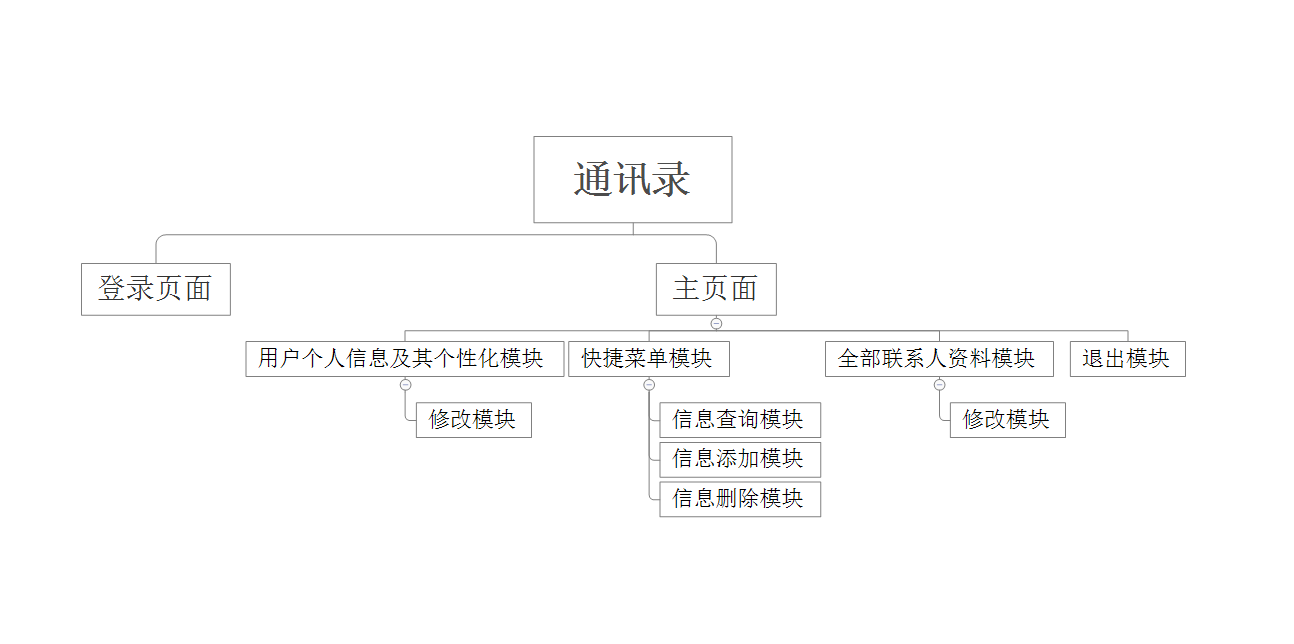 通讯录
登录页面
主页面
用户个人信息及其个性化模块
快捷菜单模块
全部联系人资料模块
退出模块
修改模块
信息查询模块
修改模块
信息添加模块
信息删除模块